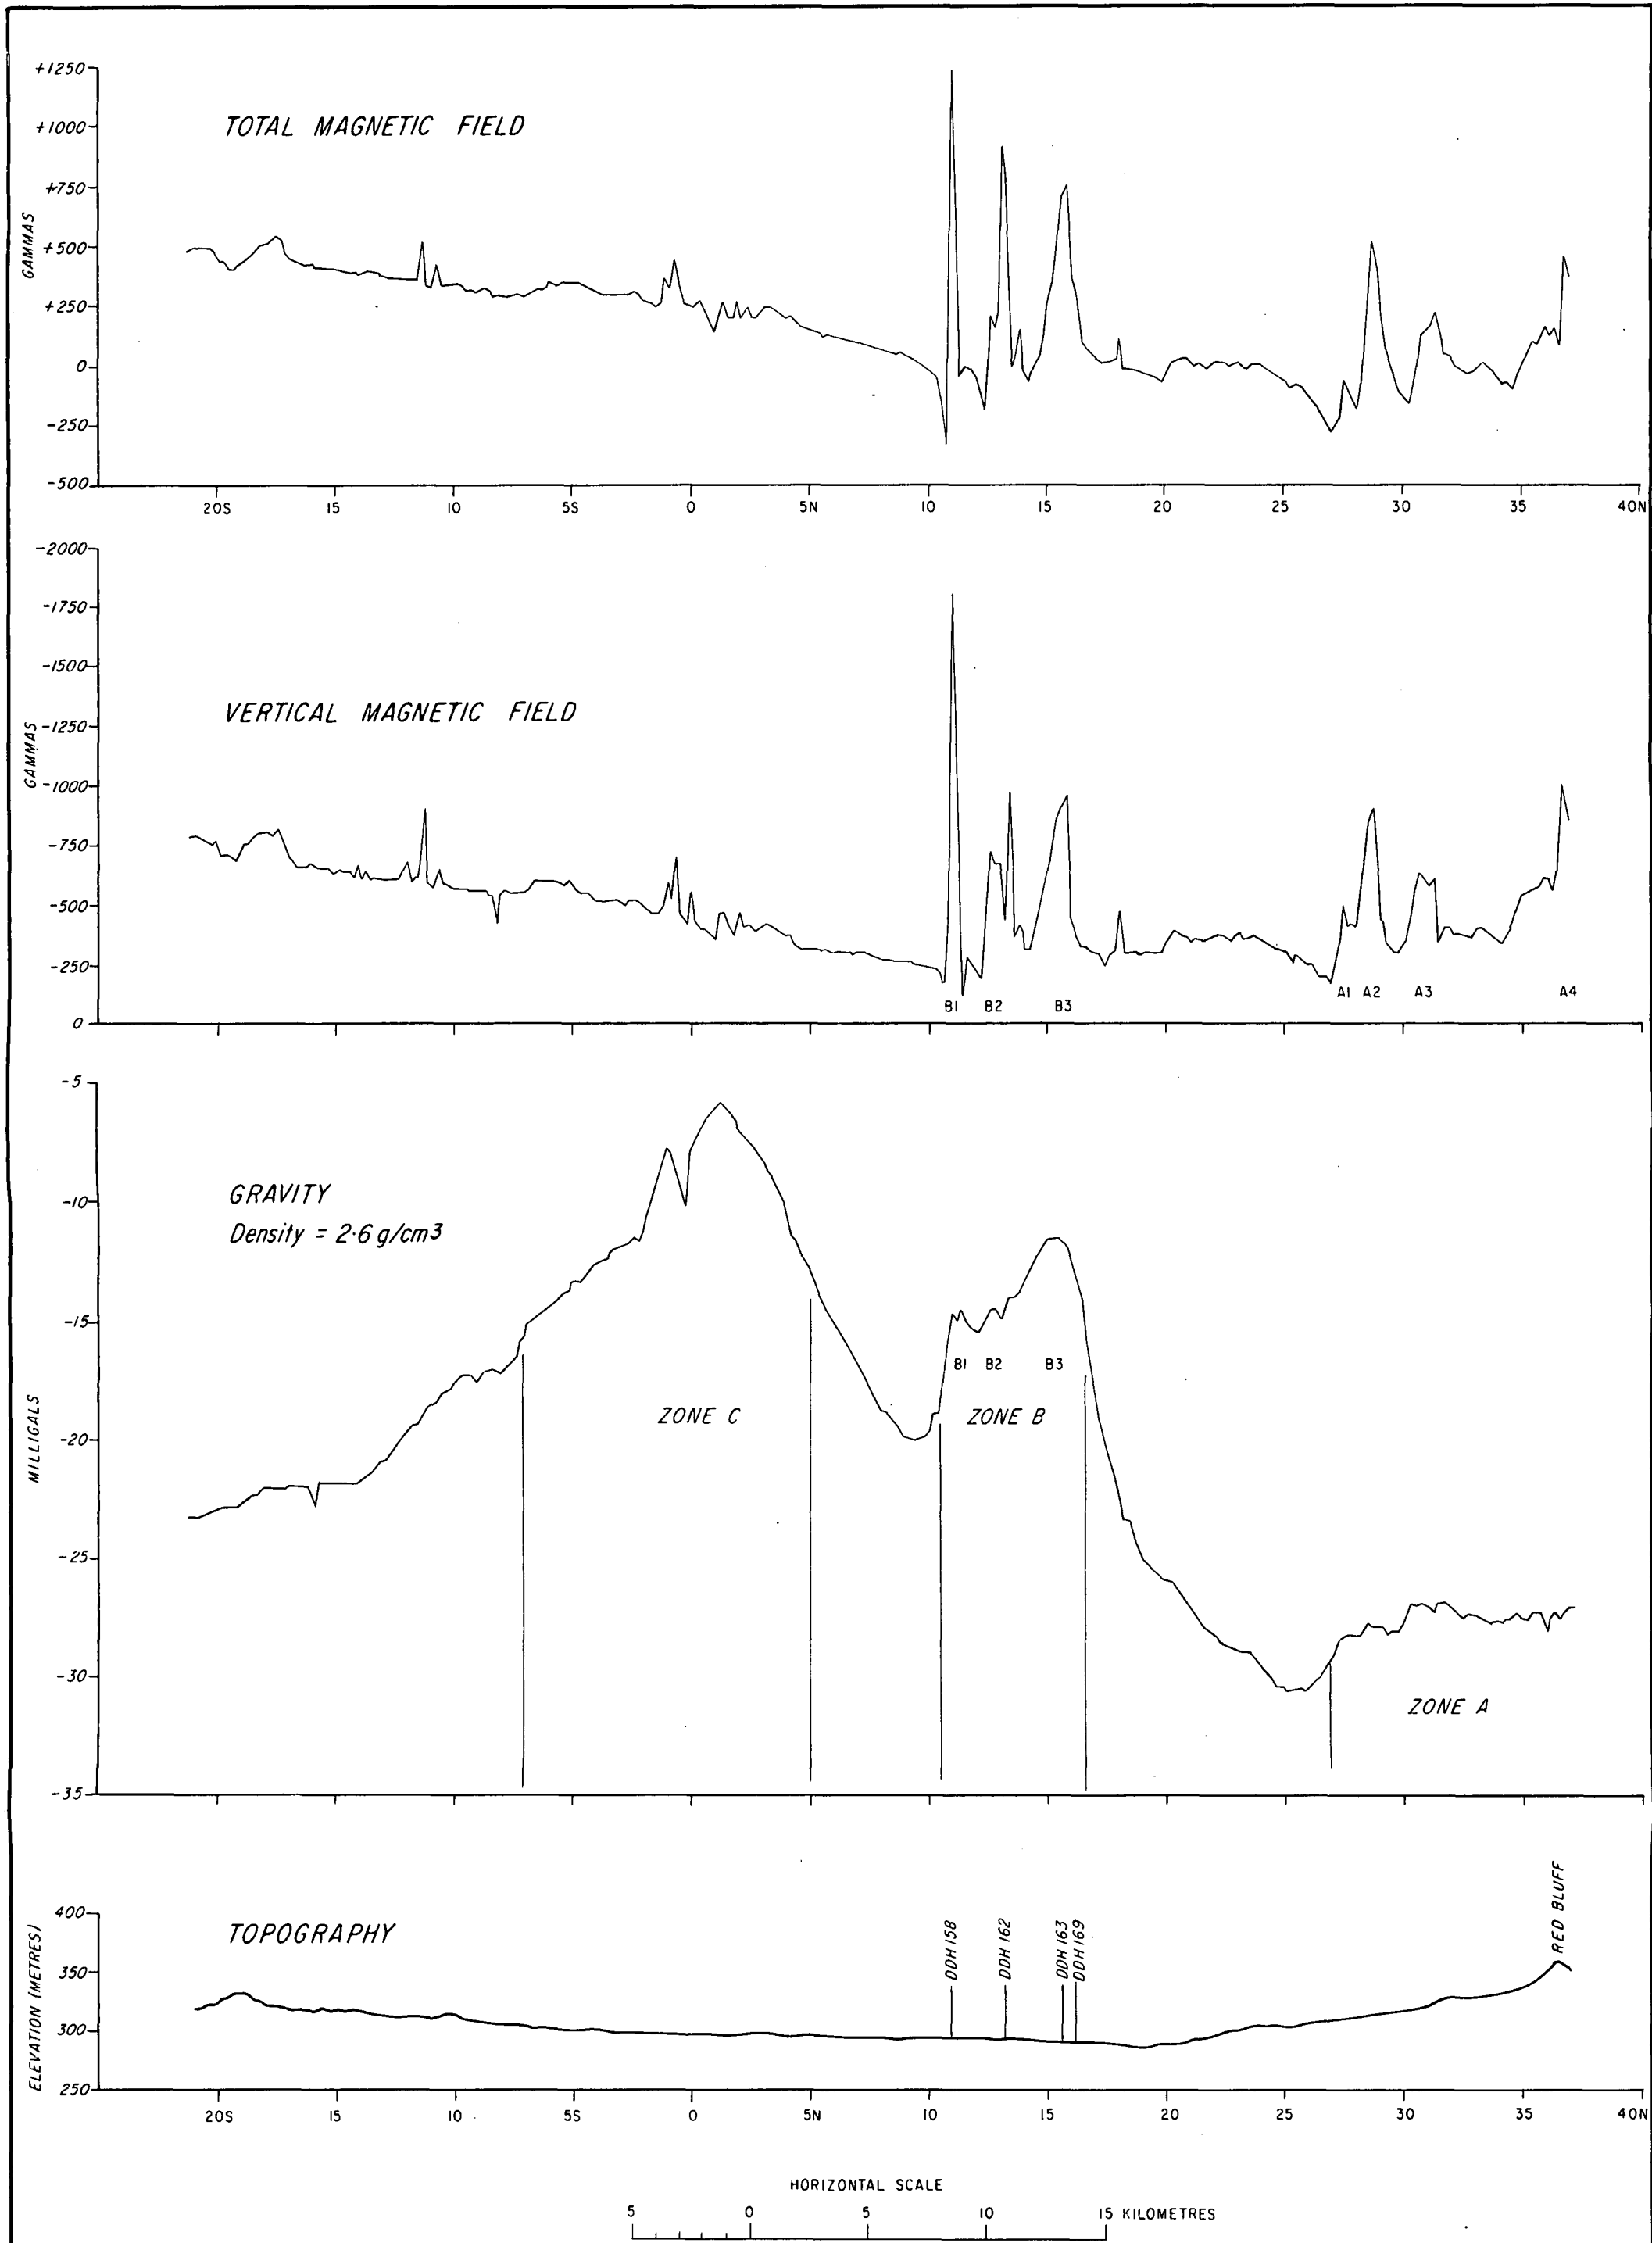 TOTAL MAGNETIC FIELD
GAMMAS
+1250
+1000
+750
+500
+250
0
-250
-500
20S 15 10 5S 0 5N 10 15 20 25 30 35 40N
VERTICAL MAGNETIC FIELD
GAMMAS
-2000
-1750
-1500
-1250
-1000
-750
-500
-250
0
B1 B2 B3 A1 A2 A3 A4
GRAVITY
Density = 2·6 g/cm3
MILLIGALS
-5
-10
-15
-20
-25
-30
-35
B1 B2 B3
ZONE C ZONE B
ZONE A
TOPOGRAPHY
ELEVATION (METRES)
400
350
300
250
DDH 158
DDH 162
DDH 163
DDH 169
RED BLUFF
20S 15 10 5S 0 5N 10 15 20 25 30 35 40N
HORIZONTAL SCALE
5 0 5 10 15 KILOMETRES